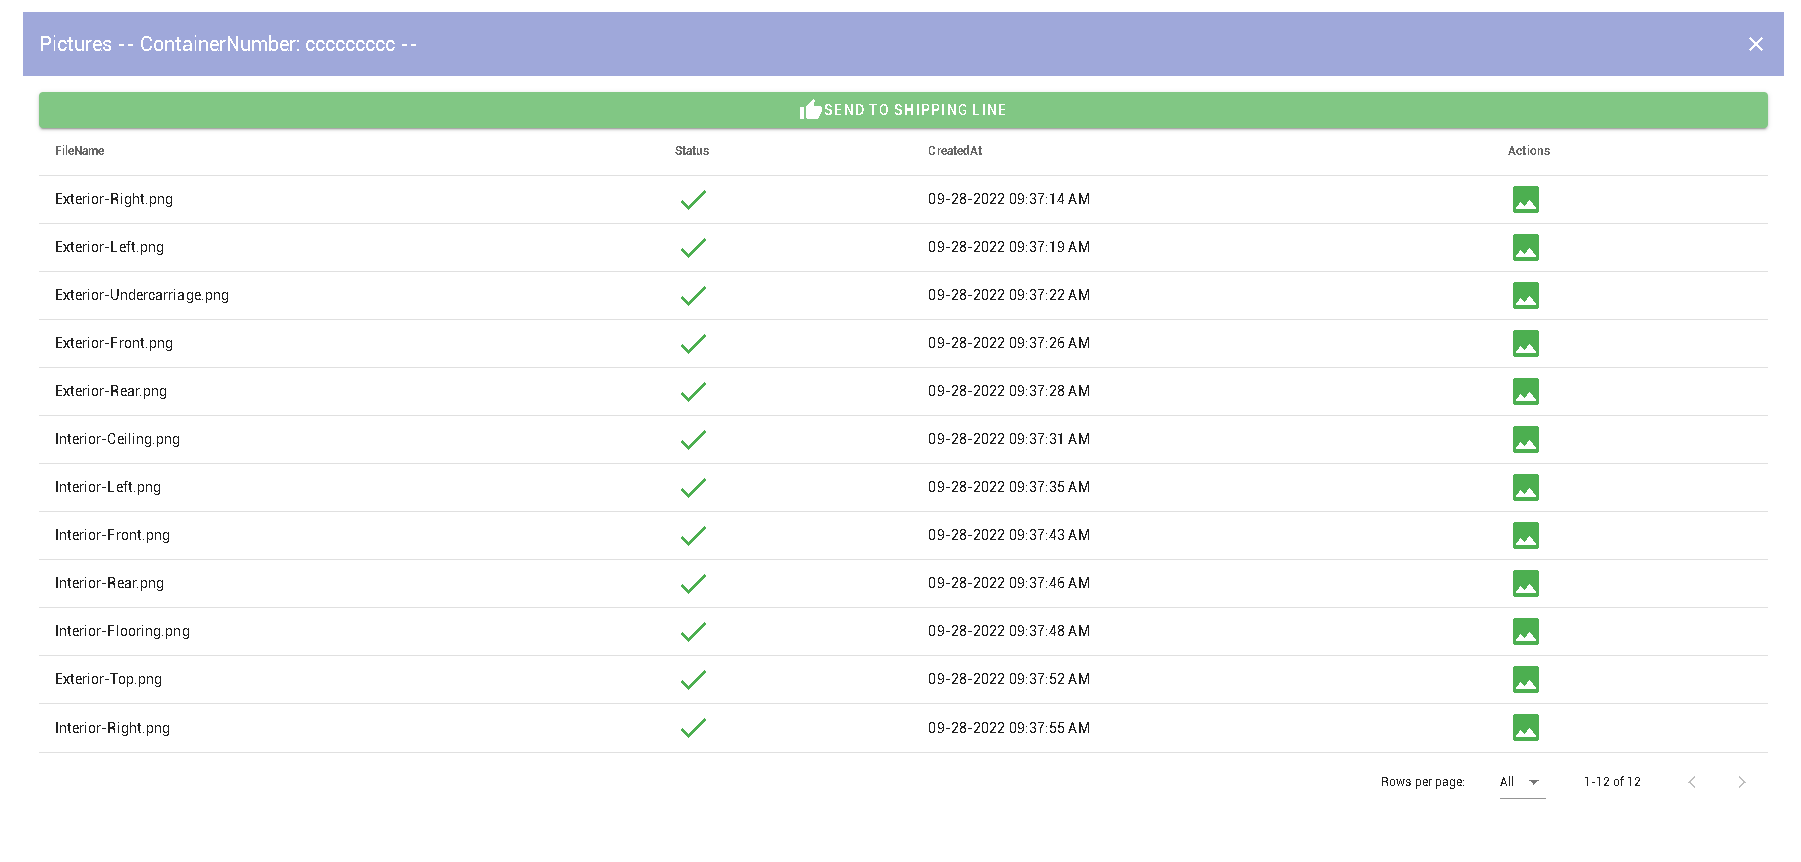 Pictures -- ContainerNumber: cccccccccc --
SEND TO SHIPPING LINE
FileName Status CreatedAt Actions
Exterior-Right.png 09-28-2022 09:37:14 AM
Exterior-Left.png 09-28-2022 09:37:19 AM
Exterior-Undercarriage.png 09-28-2022 09:37:22 AM
Exterior-Front.png 09-28-2022 09:37:26 AM
Exterior-Rear.png 09-28-2022 09:37:28 AM
Interior-Ceiling.png 09-28-2022 09:37:31 AM
Interior-Left.png 09-28-2022 09:37:35 AM
Interior-Front.png 09-28-2022 09:37:43 AM
Interior-Rear.png 09-28-2022 09:37:46 AM
Interior-Flooring.png 09-28-2022 09:37:48 AM
Exterior-Top.png 09-28-2022 09:37:52 AM
Interior-Right.png 09-28-2022 09:37:55 AM
Rows per page: All 1-12 of 12